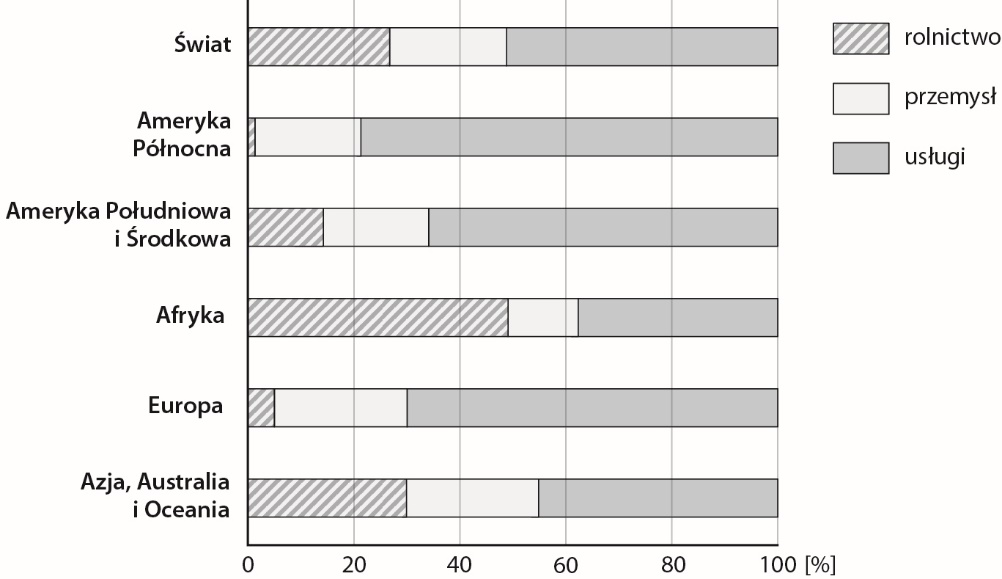 Świat
Ameryka
Północna
Ameryka Południowa
i Środkowa
Afryka
Europa
Azja, Australia
i Oceania
0 20 40 60 80 100 [%]
rolnictwo
przemysł
usługi